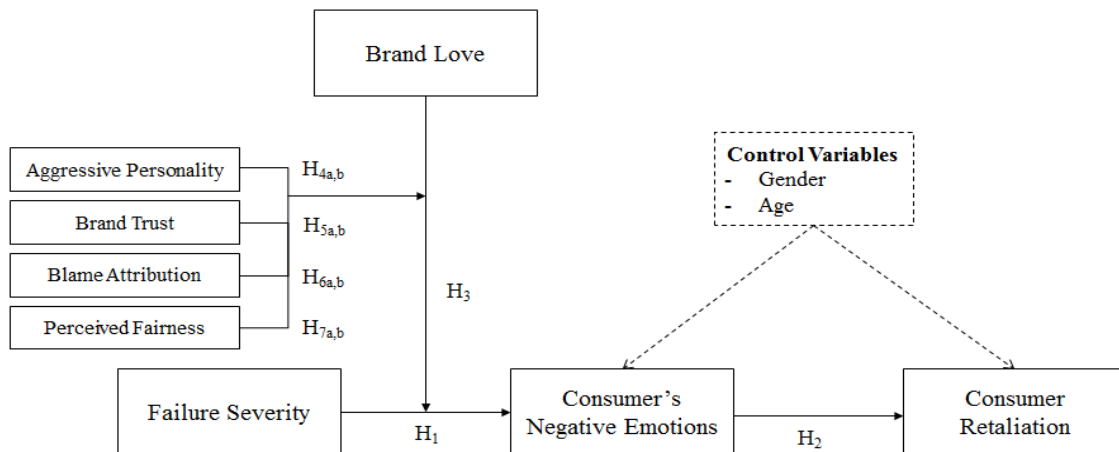 Brand Love
Aggressive Personality
H4a,b
Brand Trust
H5a,b
Blame Attribution
H6a,b
Perceived Fairness
H7a,b
Control Variables
- Gender
- Age
H3
Failure Severity
H1
Consumer’s
Negative Emotions
H2
Consumer
Retaliation